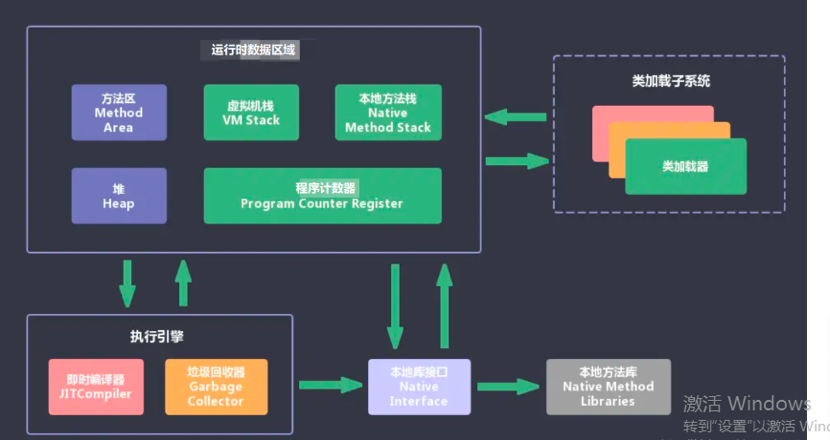 运行时数据区域
方法区
Method
Area
虚拟机栈
VM Stack
本地方法栈
Native
Method Stack
堆
Heap
程序计数器
Program Counter Register
类加载子系统
类加载器
执行引擎
即时编译器
JITCompiler
垃圾回收器
Garbage
Collector
本地库接口
Native
Interface
本地方法库
Native Method
Libraries
激活 Windows
转到"设置"以激活 Win